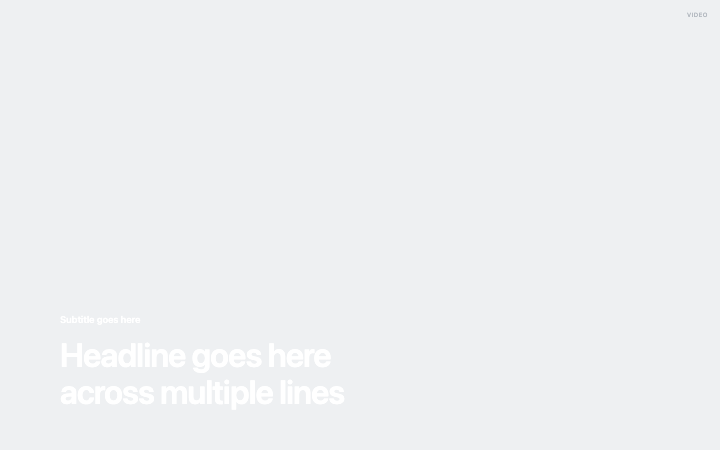 VIDEO
Subtitle goes here
Headline goes here
across multiple lines